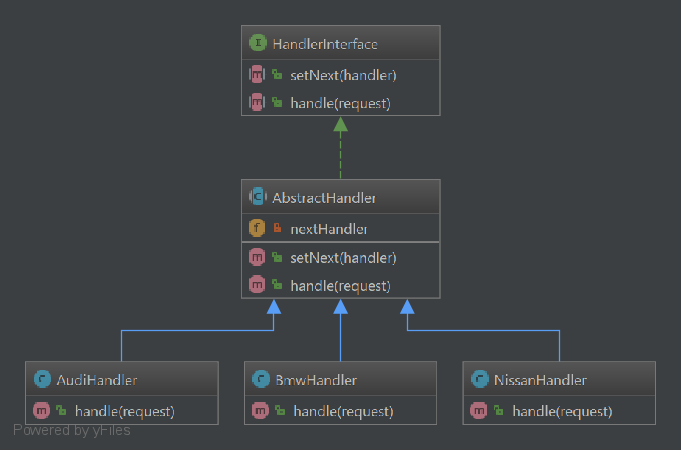 HandlerInterface
setNext(handler)
handle(request)
AbstractHandler
nextHandler
setNext(handler)
handle(request)
AudiHandler
handle(request)
BmwHandler
handle(request)
NissanHandler
handle(request)
Powered by yFiles